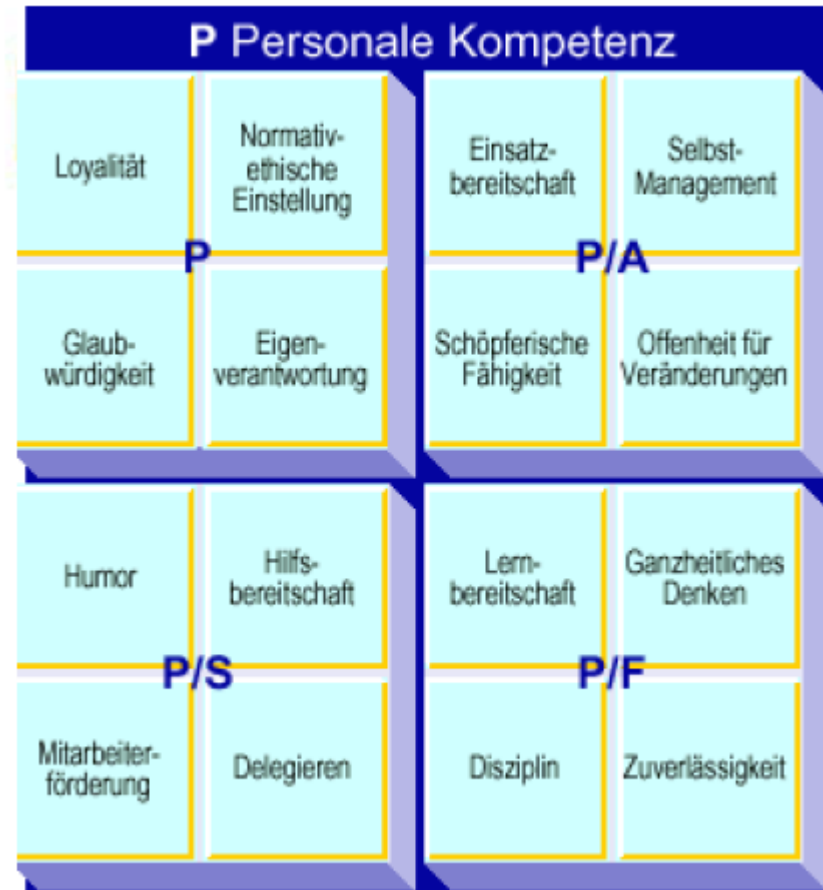 P Personale Kompetenz
Loyalität
Normativ-
ethische
Einstellung
P
Glaub-
würdigkeit
Eigen-
verantwortung
Einsatz-
bereitschaft
Selbst-
Management
P/A
Schöpferische
Fähigkeit
Offenheit für
Veränderungen
Humor
Hilfs-
bereitschaft
P/S
Mitarbeiter-
förderung
Delegieren
Lern-
bereitschaft
Ganzheitliches
Denken
P/F
Disziplin
Zuverlässigkeit